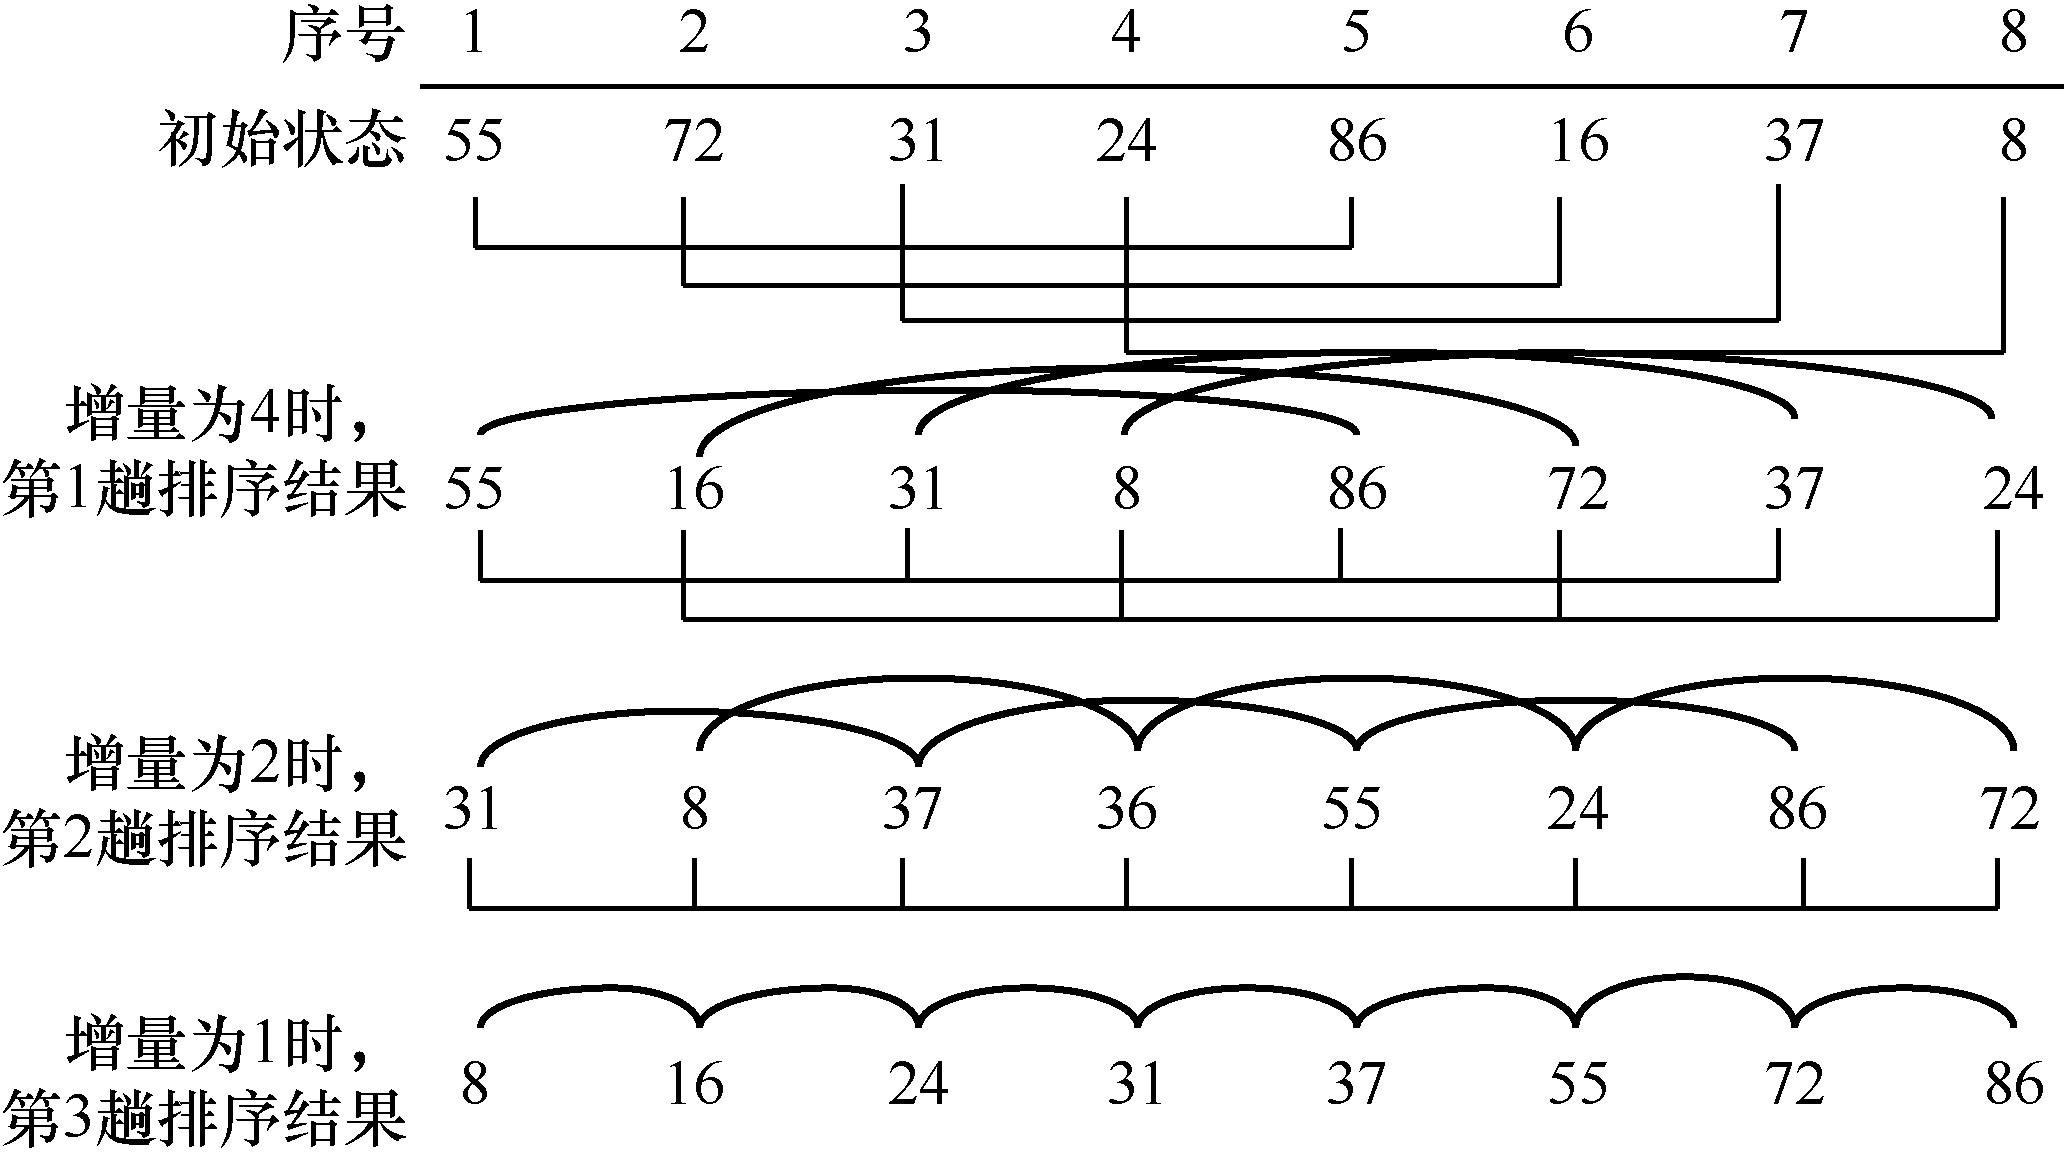 序号 1 2 3 4 5 6 7 8
初始状态 55 72 31 24 86 16 37 8
增量为4时，
第1趟排序结果 55 16 31 8 86 72 37 24
增量为2时，
第2趟排序结果 31 8 37 36 55 24 86 72
增量为1时，
第3趟排序结果 8 16 24 31 37 55 72 86